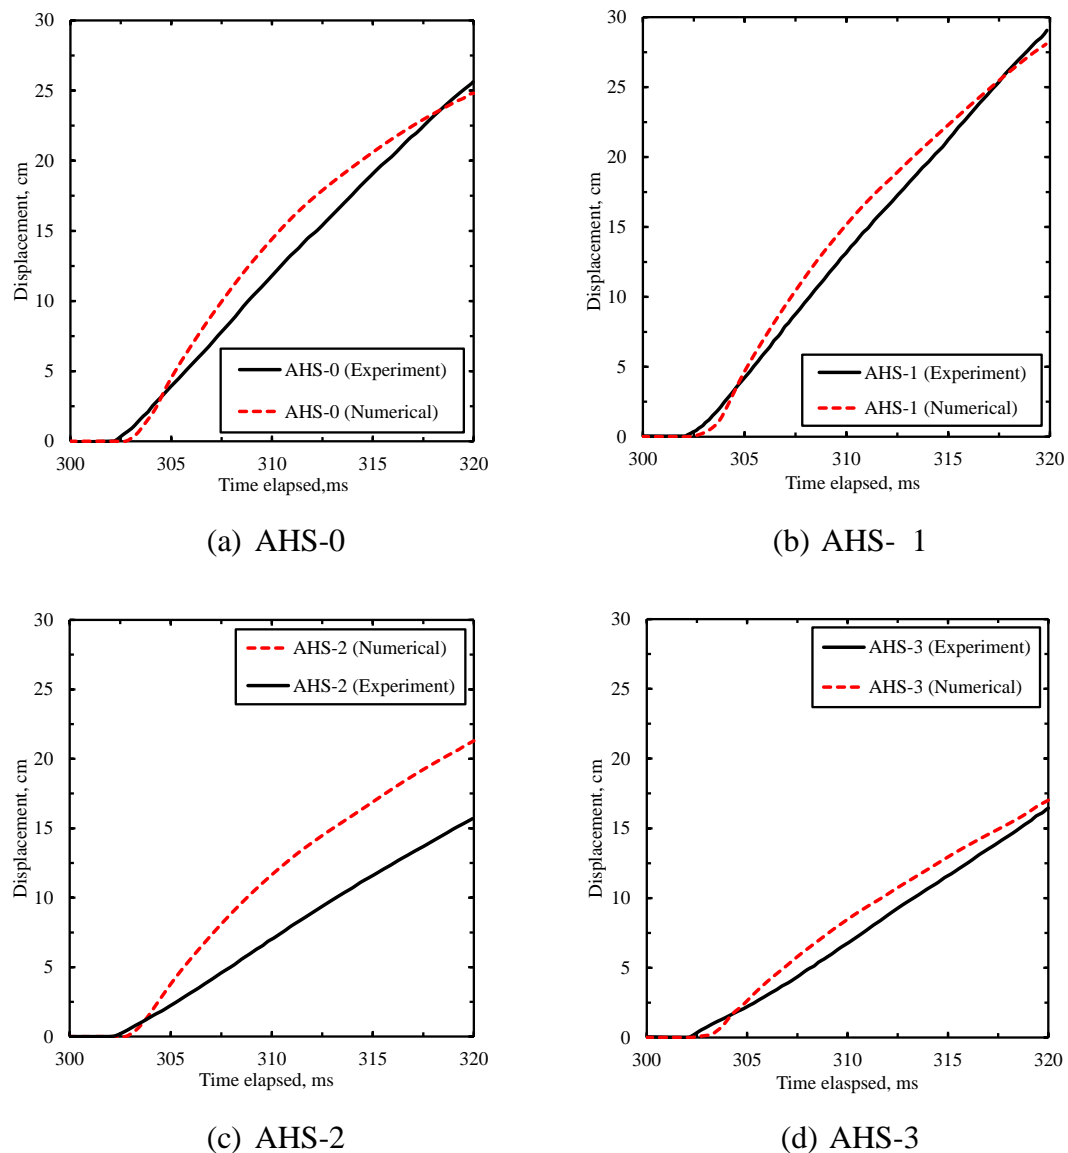 30
25
20
15
10
5
0
Displacement, cm
AHS-0 (Experiment)
AHS-0 (Numerical)
300 305 310 315 320
Time elapsed,ms
(a) AHS-0
30
25
20
15
10
5
0
Displacement, cm
AHS-1 (Experiment)
AHS-1 (Numerical)
300 305 310 315 320
Time elapsed, ms
(b) AHS- 1
30
25
20
15
10
5
0
Displacement, cm
AHS-2 (Numerical)
AHS-2 (Experiment)
300 305 310 315 320
Time elapsed, ms
(c) AHS-2
30
25
20
15
10
5
0
Displacement, cm
AHS-3 (Experiment)
AHS-3 (Numerical)
300 305 310 315 320
Time elaspsed, ms
(d) AHS-3